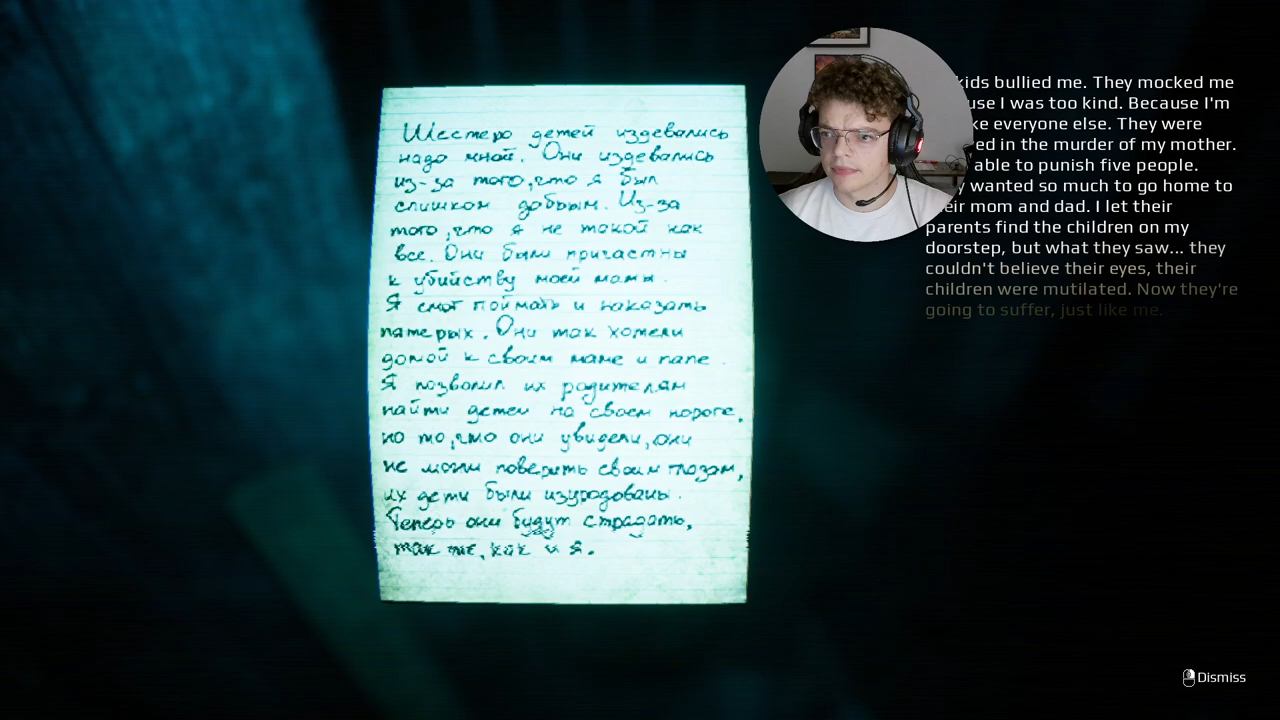 Шестеро детей издевались
надо мной. Они издевались
из-за того, что я был
слишком добрым. Из-за
того, что я не такой как
все. Они были причастны
к убийству моей мамы.
Я смог поймать и наказать
пятерых. Они так хотели
домой к своим маме и папе.
Я позволил их родителям
найти детей на своем пороге,
но то, что они увидели, они
не могли поверить своим глазам,
их дети были изуродованы.
Теперь они будут страдать,
так же, как и я.
kids bullied me. They mocked me
use I was too kind. Because I'm
ke everyone else. They were
ed in the murder of my mother.
able to punish five people.
y wanted so much to go home to
eir mom and dad. I let their
parents find the children on my
doorstep, but what they saw... they
couldn't believe their eyes, their
children were mutilated. Now they're
going to suffer, just like me.
Dismiss